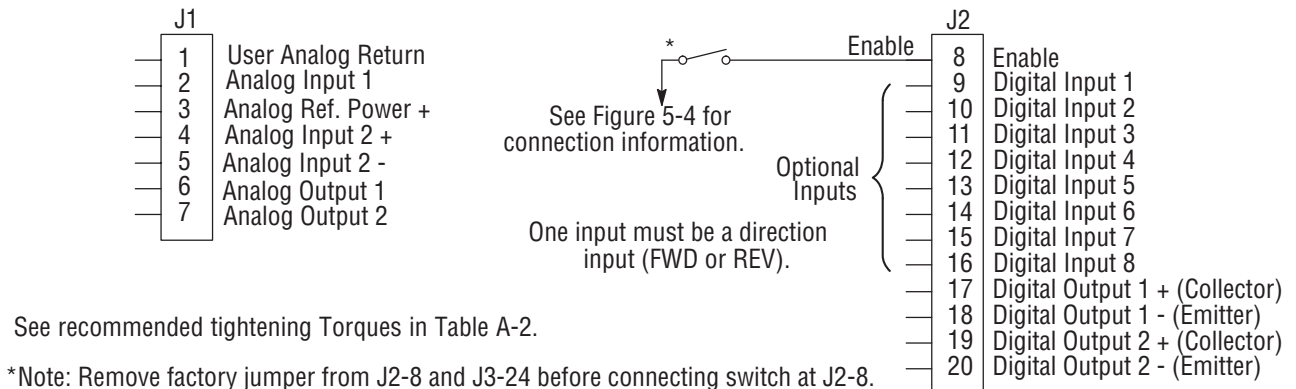 J1
1 User Analog Return
2 Analog Input 1
3 Analog Ref. Power +
4 Analog Input 2 +
5 Analog Input 2 -
6 Analog Output 1
7 Analog Output 2
* Enable
See Figure 5-4 for
connection information.
Optional
Inputs
One input must be a direction
input (FWD or REV).
J2
8 Enable
9 Digital Input 1
10 Digital Input 2
11 Digital Input 3
12 Digital Input 4
13 Digital Input 5
14 Digital Input 6
15 Digital Input 7
16 Digital Input 8
17 Digital Output 1 + (Collector)
18 Digital Output 1 - (Emitter)
19 Digital Output 2 + (Collector)
20 Digital Output 2 - (Emitter)
See recommended tightening Torques in Table A-2.
*Note: Remove factory jumper from J2-8 and J3-24 before connecting switch at J2-8.